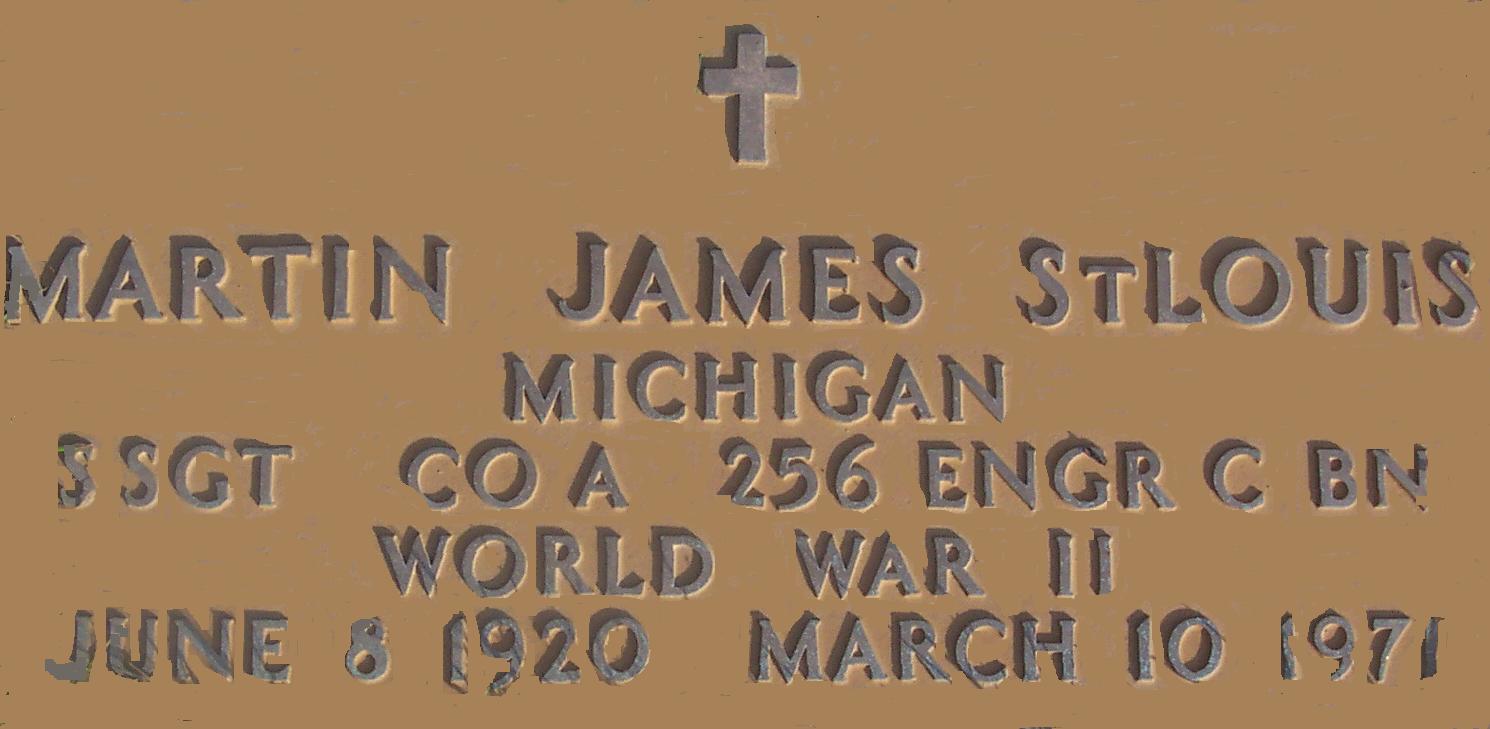 MARTIN JAMES StLOUIS
MICHIGAN
S SGT CO A 256 ENGR C BN
WORLD WAR II
JUNE 8 1920 MARCH 10 1971